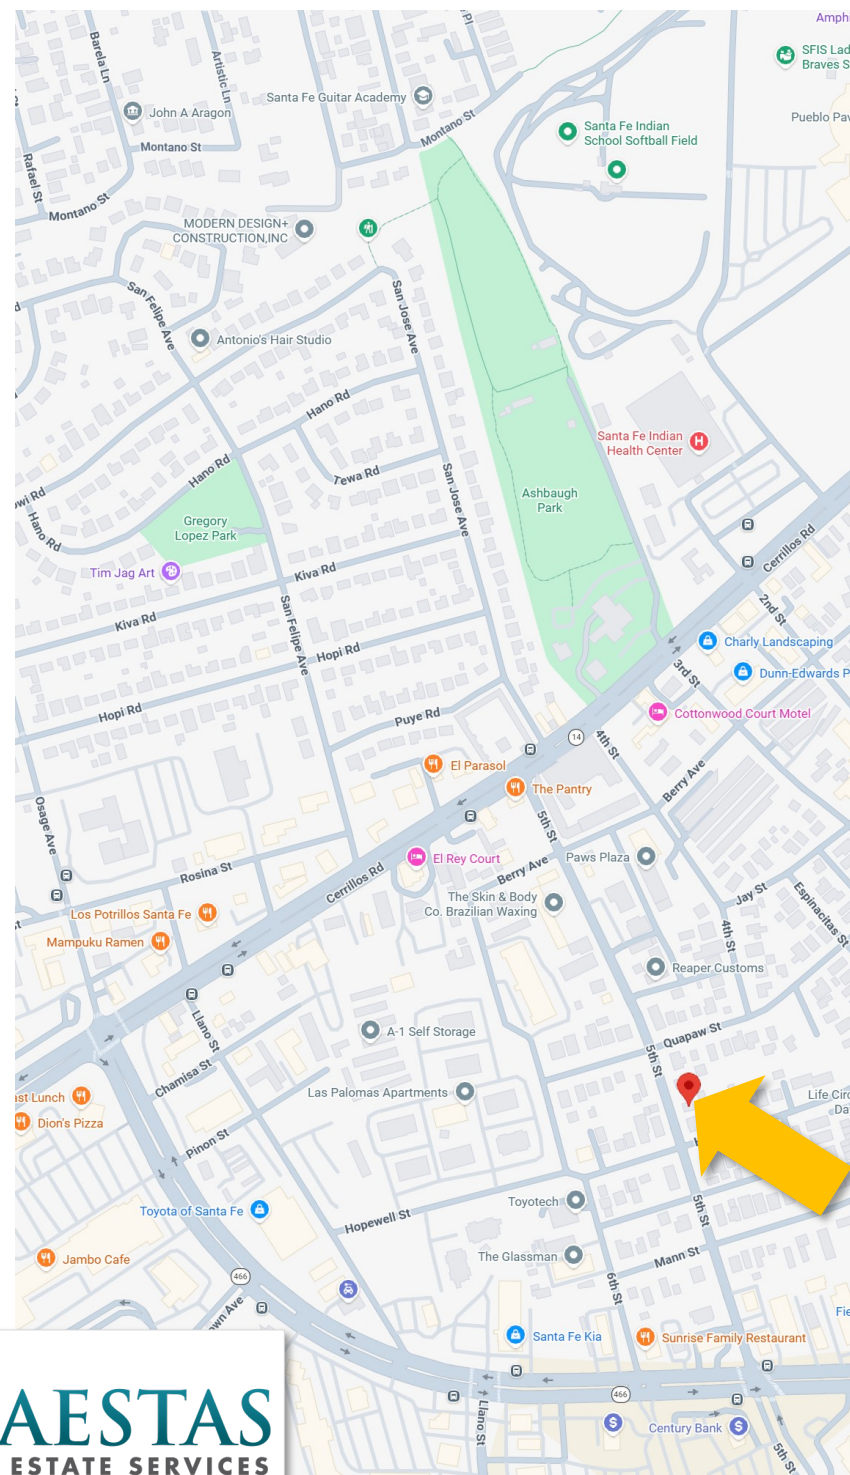 Amphi
Barela Ln
Artistic Ln
SFIS Lad
Braves S
Santa Fe Guitar Academy
John A Aragon
Montano St
Santa Fe Indian
School Softball Field
Pueblo Pav
Montano St
Rafael St
Montano St
MODERN DESIGN+
CONSTRUCTION,INC
San Felipe Ave
San Jose Ave
Antonio's Hair Studio
Hano Rd
Santa Fe Indian
Health Center
Hano Rd
Tewa Rd
San Jose Ave
owi Rd
Ashbaugh
Park
Hano Rd
Gregory
Lopez Park
Cerrillos Rd
Tim Jag Art
Kiva Rd
2nd St
Kiva Rd
San Felipe Ave
Charly Landscaping
Hopi Rd
3rd St
Dunn-Edwards P
Hopi Rd
Puye Rd
Cottonwood Court Motel
14
4th St
El Parasol
The Pantry
Berry Ave
Osage Ave
5th St
El Rey Court
Paws Plaza
Rosina St
Cerrillos Rd
Berry Ave
Jay St
Espinacitas St
The Skin & Body
Co. Brazilian Waxing
Los Potrillos Santa Fe
4th St
Mampuku Ramen
Reaper Customs
Llano St
A-1 Self Storage
Quapaw St
5th St
Chamisa St
Las Palomas Apartments
ast Lunch
Life Circ
Da
Dion's Pizza
Pinon St
H
Toyota of Santa Fe
Toyotech
5th St
Hopewell St
Jambo Cafe
The Glassman
Mann St
466
6th St
own Ave
Santa Fe Kia
Sunrise Family Restaurant
Fie
466
Llano St
Century Bank
5th St
AESTAS
ESTATE SERVICES